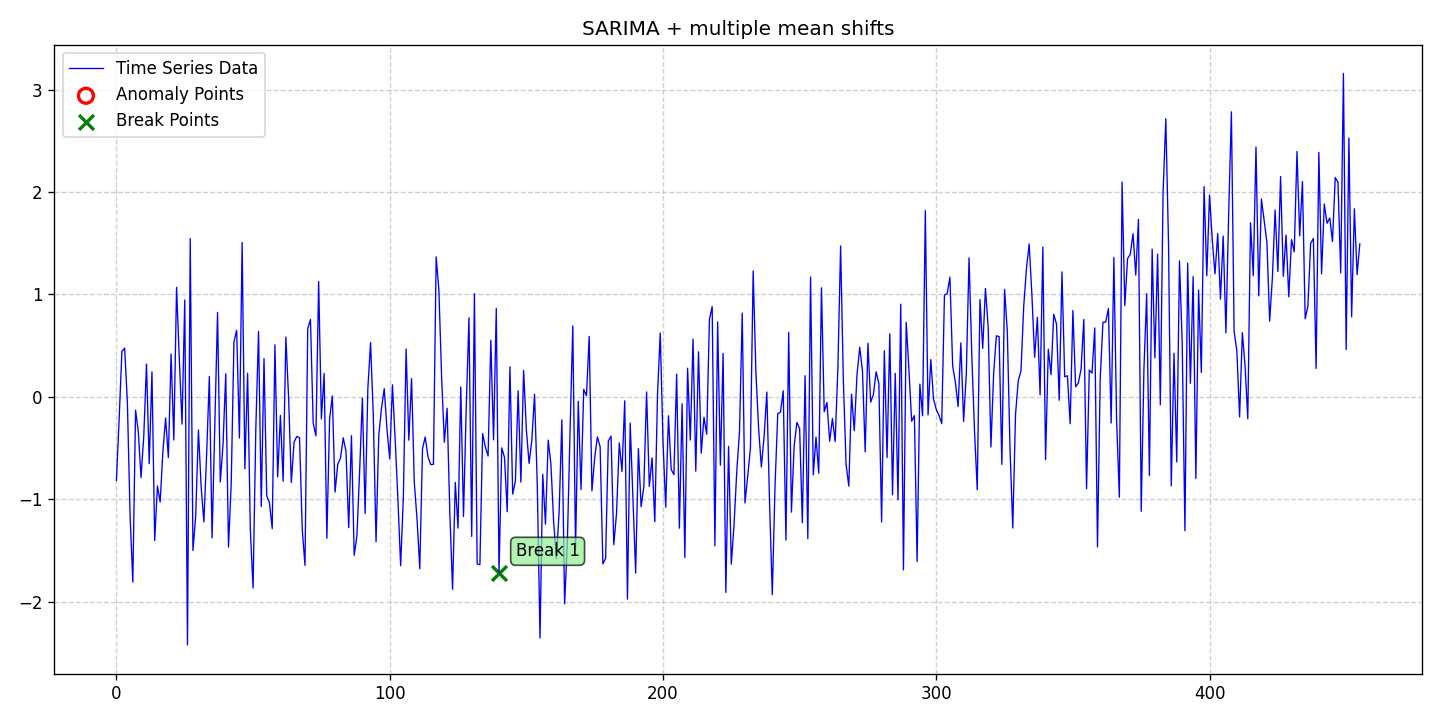 SARIMA + multiple mean shifts
Time Series Data
Anomaly Points
Break Points
3
2
1
0
−1
−2
Break 1
0
100
200
300
400